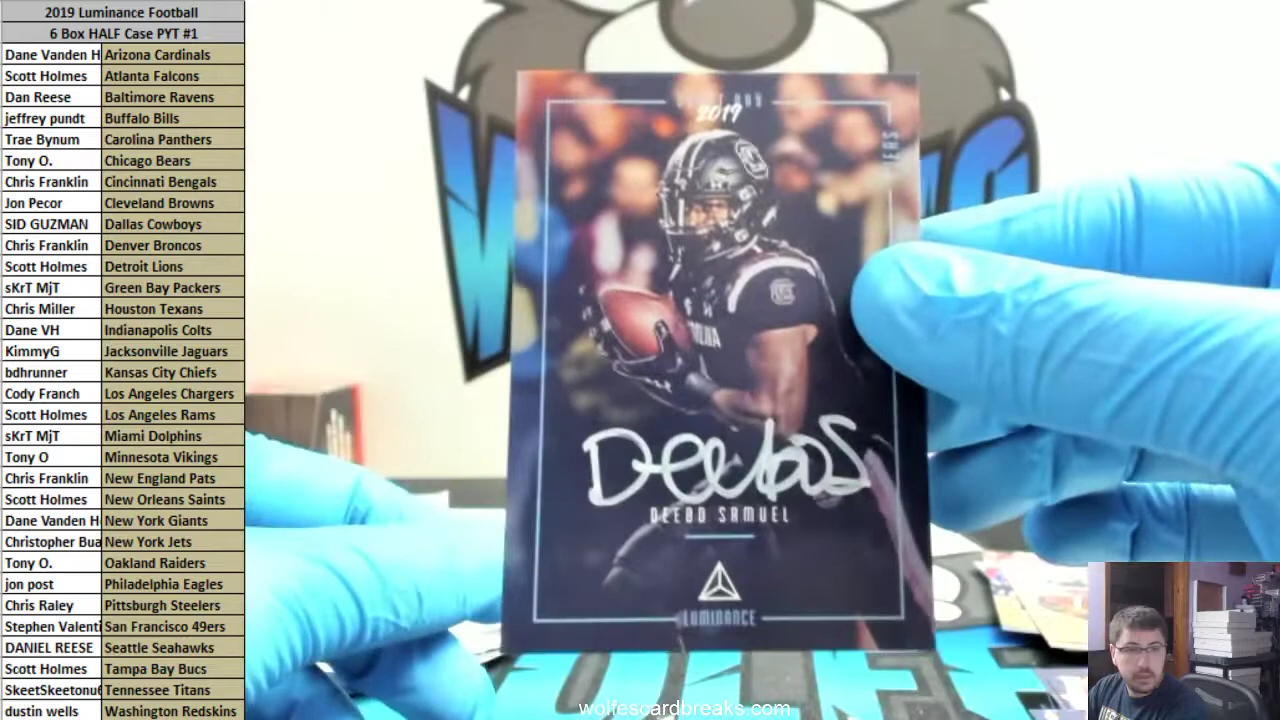 2019 Luminance Football
6 Box HALF Case PYT #1
Dane Vanden H Arizona Cardinals
Scott Holmes Atlanta Falcons
Dan Reese Baltimore Ravens
jeffrey pundt Buffalo Bills
Trae Bynum Carolina Panthers
Tony O. Chicago Bears
Chris Franklin Cincinnati Bengals
Jon Pecor Cleveland Browns
SID GUZMAN Dallas Cowboys
Chris Franklin Denver Broncos
Scott Holmes Detroit Lions
sKrT MjT Green Bay Packers
Chris Miller Houston Texans
Dane VH Indianapolis Colts
KimmyG Jacksonville Jaguars
bdhrunner Kansas City Chiefs
Cody Franch Los Angeles Chargers
Scott Holmes Los Angeles Rams
sKrT MjT Miami Dolphins
Tony O Minnesota Vikings
Chris Franklin New England Pats
Scott Holmes New Orleans Saints
Dane Vanden H New York Giants
Christopher Bua New York Jets
Tony O. Oakland Raiders
jon post Philadelphia Eagles
Chris Raley Pittsburgh Steelers
Stephen Valenti San Francisco 49ers
DANIEL REESE Seattle Seahawks
Scott Holmes Tampa Bay Bucs
SkeetSkeetonu6 Tennessee Titans
dustin wells Washington Redskins
2019
DeeboS
DEEBO SAMUEL
LUMINANCE
wolfescardbreaks.com